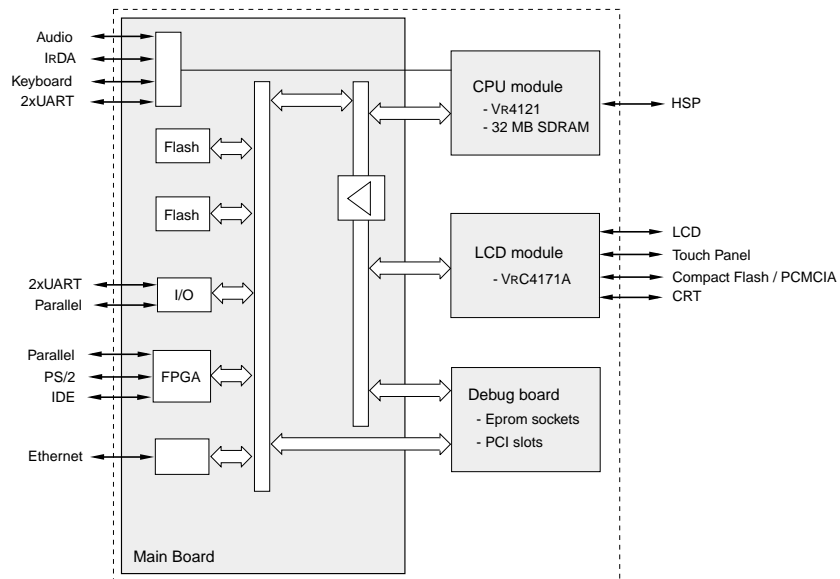 Audio
IRDA
Keyboard
2xUART
Flash
Flash
2xUART
Parallel
I/O
Parallel
PS/2
IDE
FPGA
Ethernet
Main Board
CPU module
- VR4121
- 32 MB SDRAM
HSP
LCD module
- VRC4171A
LCD
Touch Panel
Compact Flash / PCMCIA
CRT
Debug board
- Eprom sockets
- PCI slots